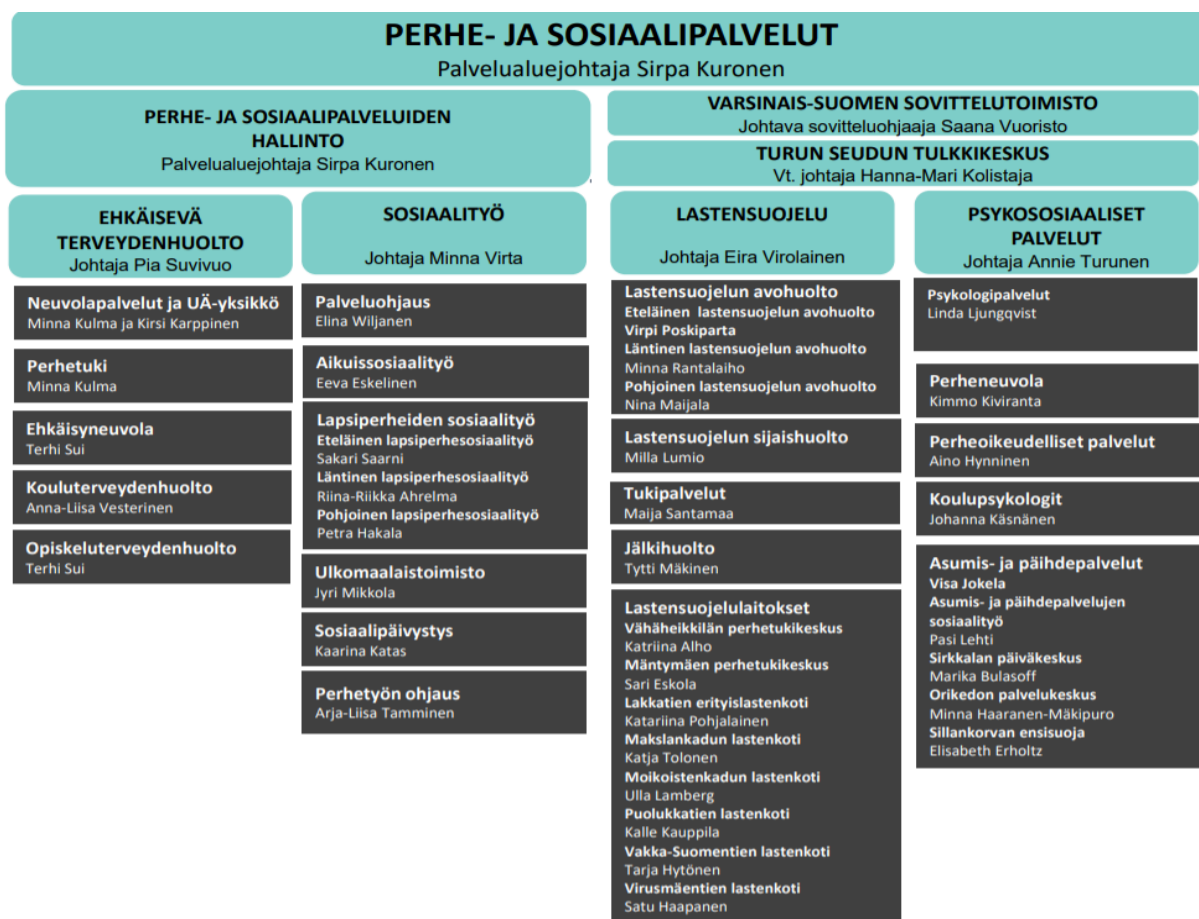 PERHE- JA SOSIAALIPALVELUT
Palvelualuejohtaja Sirpa Kuronen
PERHE- JA SOSIAALIPALVELUIDEN
HALLINTO
Palvelualuejohtaja Sirpa Kuronen
VARSINAIS-SUOMEN SOVITTELUTOIMISTO
Johtava sovitteluohjaaja Saana Vuoristo
TURUN SEUDUN TULKKIKESKUS
Vt. johtaja Hanna-Mari Kolistaja
EHKÄISEVÄ
TERVEYDENHUOLTO
Johtaja Pia Suvivuo
Neuvolapalvelut ja UÄ-yksikkö
Minna Kulma ja Kirsi Karppinen
Perhetuki
Minna Kulma
Ehkäisyneuvola
Terhi Sui
Kouluterveydenhuolto
Anna-Liisa Vesterinen
Opiskeluterveydenhuolto
Terhi Sui
SOSIAALITYÖ
Johtaja Minna Virta
Palveluohjaus
Elina Wiljanen
Aikuissosiaalityö
Eeva Eskelinen
Lapsiperheiden sosiaalityö
Eteläinen lapsiperhesosiaalityö
Sakari Saarni
Läntinen lapsiperhesosiaalityö
Riina-Riikka Ahrelma
Pohjoinen lapsiperhesosiaalityö
Petra Hakala
Ulkomaalaistoimisto
Jyri Mikkola
Sosiaalipäivystys
Kaarina Katas
Perhetyön ohjaus
Arja-Liisa Tamminen
LASTENSUOJELU
Johtaja Eira Virolainen
Lastensuojelun avohuolto
Eteläinen lastensuojelun avohuolto
Virpi Poskiparta
Läntinen lastensuojelun avohuolto
Minna Rantalaiho
Pohjoinen lastensuojelun avohuolto
Nina Maijala
Lastensuojelun sijaishuolto
Milla Lumio
Tukipalvelut
Maija Santamaa
Jälkihuolto
Tytti Mäkinen
Lastensuojelulaitokset
Vähäheikkilän perhetukikeskus
Katriina Alho
Mäntymäen perhetukikeskus
Sari Eskola
Lakkatien erityislastenkoti
Katariina Pohjalainen
Makslankadun lastenkoti
Katja Tolonen
Moikoistenkadun lastenkoti
Ulla Lamberg
Puolukkatien lastenkoti
Kalle Kauppila
Vakka-Suomentien lastenkoti
Tarja Hytönen
Virusmäentien lastenkoti
Satu Haapanen
PSYKOSOSIAALISET
PALVELUT
Johtaja Annie Turunen
Psykologipalvelut
Linda Ljungqvist
Perheneuvola
Kimmo Kiviranta
Perheoikeudelliset palvelut
Aino Hynninen
Koulupsykologit
Johanna Käsnänen
Asumis- ja päihdepalvelut
Visa Jokela
Asumis- ja päihdepalvelujen
sosiaalityö
Pasi Lehti
Sirkkalan päiväkeskus
Marika Bulasoff
Orikedon palvelukeskus
Minna Haaranen-Mäkipuro
Sillankorvan ensisuoja
Elisabeth Erholtz